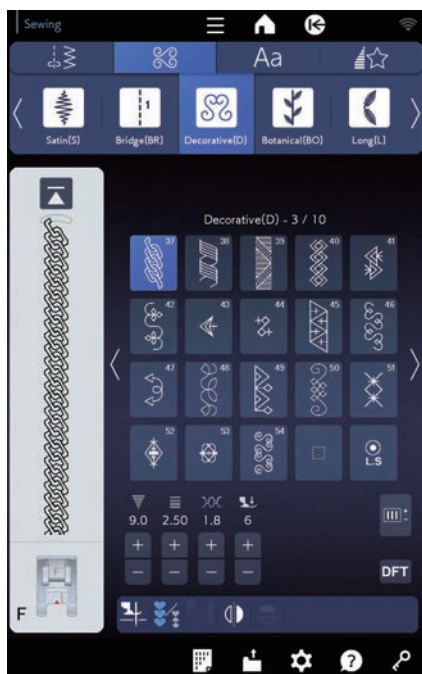 Sewing
Aa
1
Satin(S) Bridge(BR) Decorative(D) Botanical(BO) Long(L)
Decorative(D) - 3 / 10
37 38 39 40 41
42 43 44 45 46
47 48 49 50 51
52 53 54
L.S
9.0 2.50 1.8 6
+ + + +
− − − −
DFT
F
?